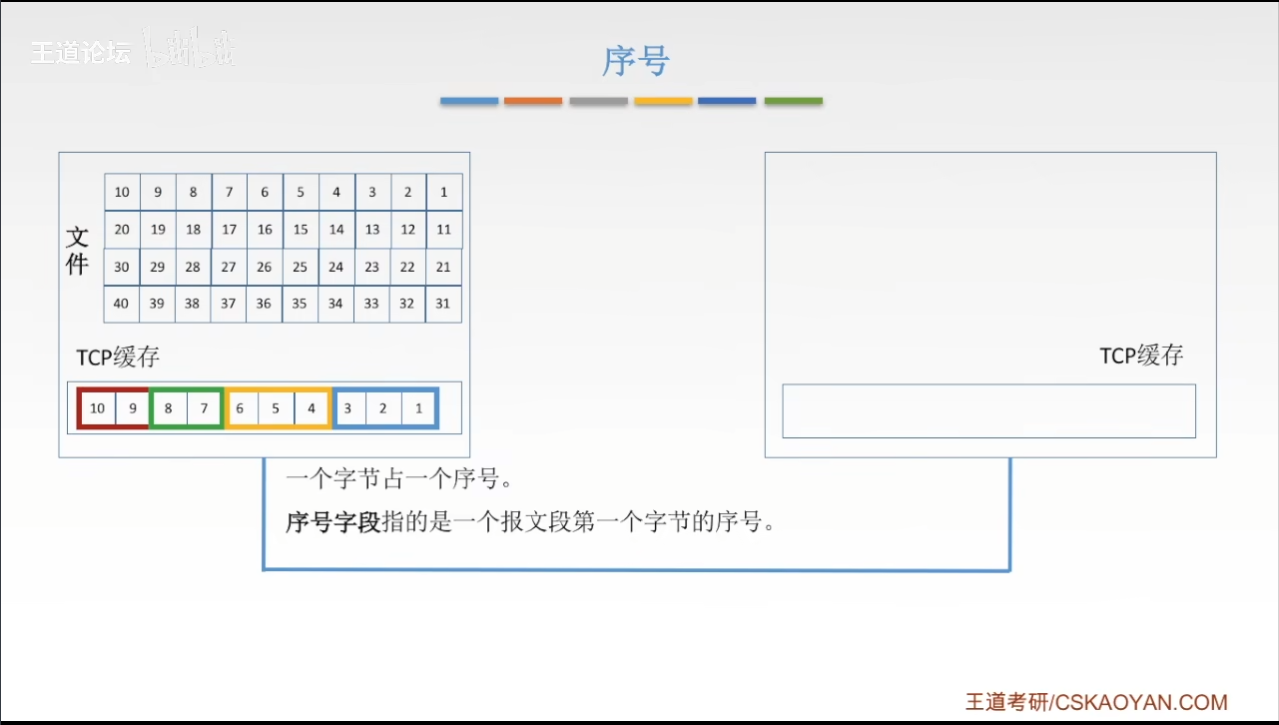 王道论坛 bilibili
序号
文件
10 9 8 7 6 5 4 3 2 1
20 19 18 17 16 15 14 13 12 11
30 29 28 27 26 25 24 23 22 21
40 39 38 37 36 35 34 33 32 31
TCP缓存
10 9 8 7 6 5 4 3 2 1
TCP缓存
一个字节占一个序号。
序号字段指的是一个报文段第一个字节的序号。
王道考研/CSKAOYAN.COM